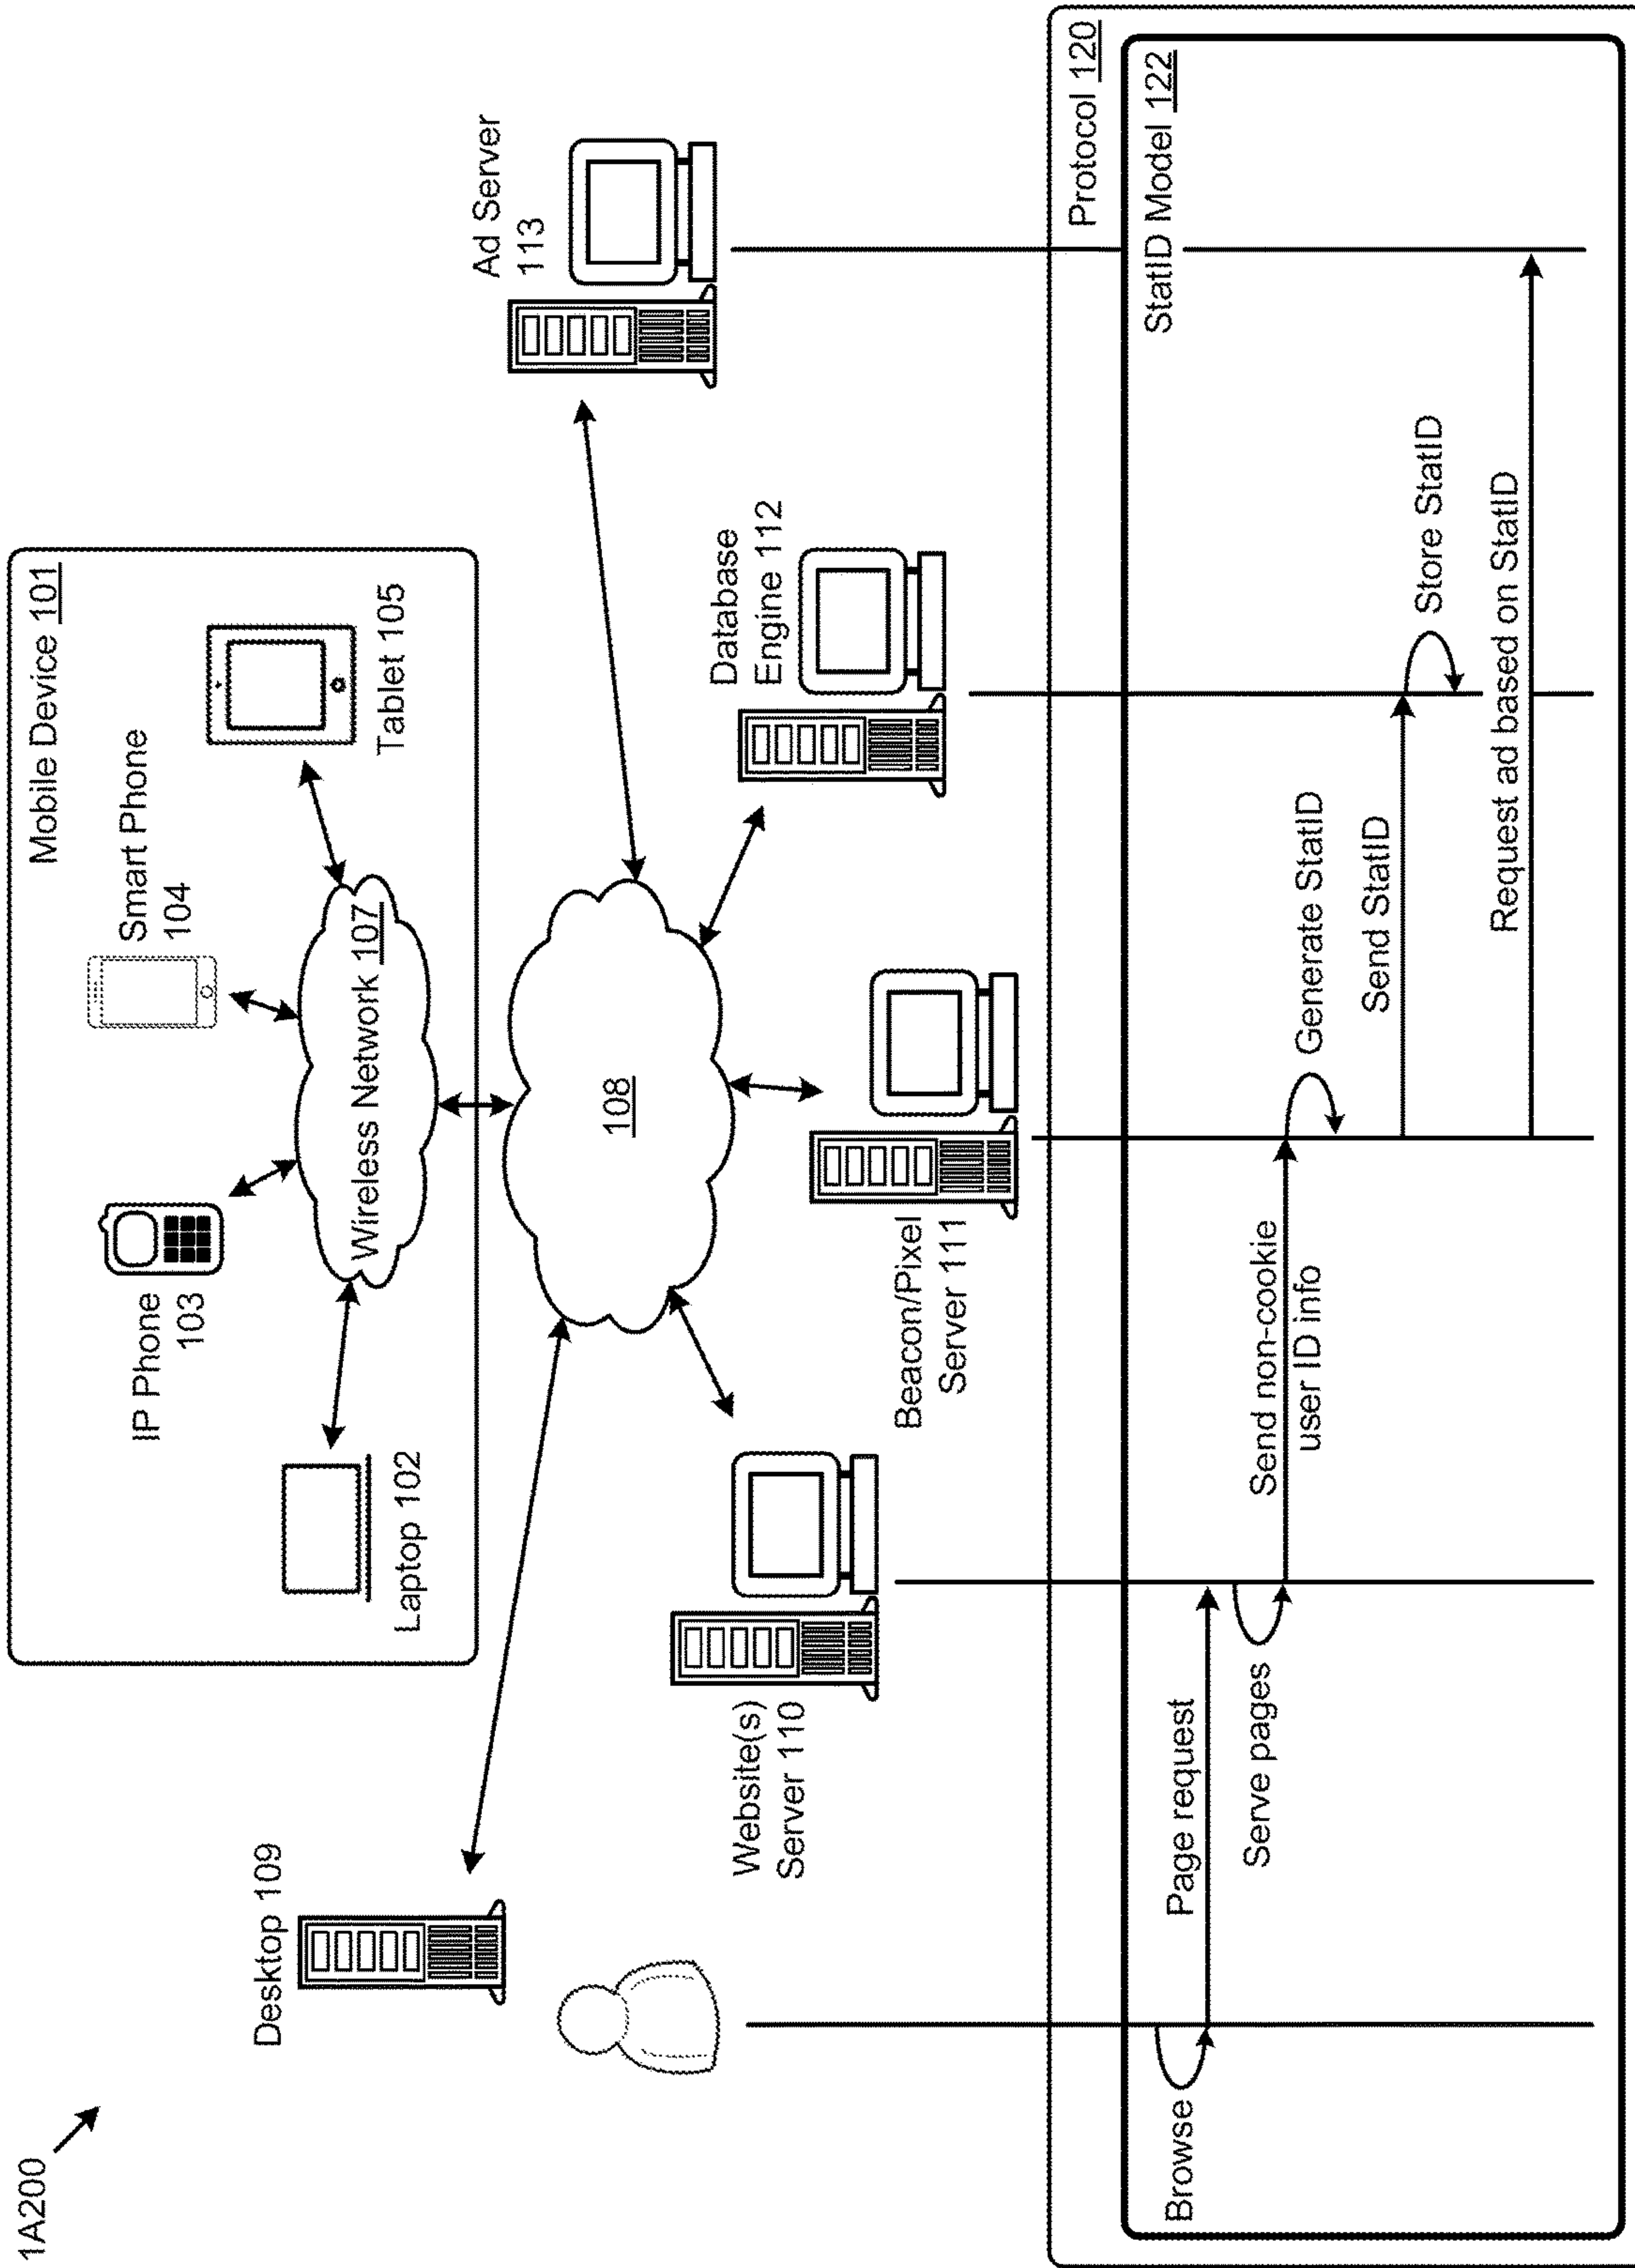 1A200
Mobile Device 101
IP Phone
103
Smart Phone
104
Laptop 102
Wireless Network 107
Tablet 105
Desktop 109
108
Ad Server
113
Website(s)
Server 110
Beacon/Pixel
Server 111
Database
Engine 112
Protocol 120
StatID Model 122
Browse
Page request
Serve pages
Send non-cookie
user ID info
Generate StatID
Send StatID
Store StatID
Request ad based on StatID